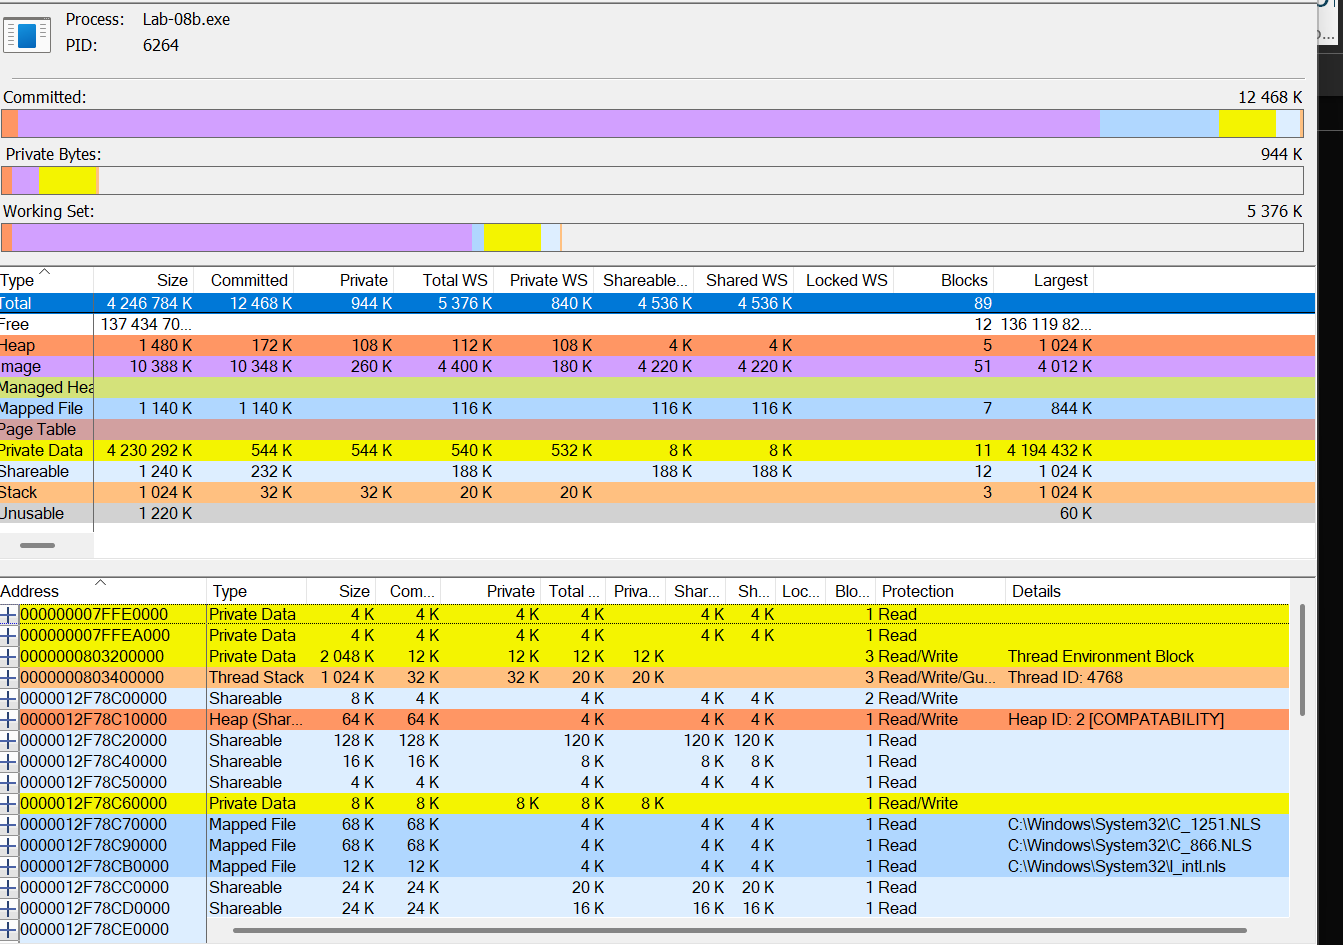 Process: Lab-08b.exe
PID: 6264
Committed: 12 468 K
Private Bytes: 944 K
Working Set: 5 376 K
Type Size Committed Private Total WS Private WS Shareable... Shared WS Locked WS Blocks Largest
Total 4 246 784 K 12 468 K 944 K 5 376 K 840 K 4 536 K 4 536 K 89
Free 137 434 70... 12 136 119 82...
Heap 1 480 K 172 K 108 K 112 K 108 K 4 K 4 K 5 1 024 K
Image 10 388 K 10 348 K 260 K 4 400 K 180 K 4 220 K 4 220 K 51 4 012 K
Managed Hea
Mapped File 1 140 K 1 140 K 116 K 116 K 116 K 7 844 K
Page Table
Private Data 4 230 292 K 544 K 544 K 540 K 532 K 8 K 8 K 11 4 194 432 K
Shareable 1 240 K 232 K 188 K 188 K 188 K 12 1 024 K
Stack 1 024 K 32 K 32 K 20 K 20 K 3 1 024 K
Unusable 1 220 K 60 K
Address Type Size Com... Private Total ... Priva... Shar... Sh... Loc... Blo... Protection Details
000000007FFE0000 Private Data 4 K 4 K 4 K 4 K 4 K 4 K 1 Read
000000007FFEA000 Private Data 4 K 4 K 4 K 4 K 4 K 4 K 1 Read
0000000803200000 Private Data 2 048 K 12 K 12 K 12 K 12 K 3 Read/Write Thread Environment Block
0000000803400000 Thread Stack 1 024 K 32 K 32 K 20 K 20 K 3 Read/Write/Gu... Thread ID: 4768
0000012F78C00000 Shareable 8 K 4 K 4 K 4 K 4 K 2 Read/Write
0000012F78C10000 Heap (Shar... 64 K 64 K 4 K 4 K 4 K 1 Read/Write Heap ID: 2 [COMPATABILITY]
0000012F78C20000 Shareable 128 K 128 K 120 K 120 K 120 K 1 Read
0000012F78C40000 Shareable 16 K 16 K 8 K 8 K 8 K 1 Read
0000012F78C50000 Shareable 4 K 4 K 4 K 4 K 4 K 1 Read
0000012F78C60000 Private Data 8 K 8 K 8 K 8 K 8 K 1 Read/Write
0000012F78C70000 Mapped File 68 K 68 K 4 K 4 K 4 K 1 Read C:\Windows\System32\C_1251.NLS
0000012F78C90000 Mapped File 68 K 68 K 4 K 4 K 4 K 1 Read C:\Windows\System32\C_866.NLS
0000012F78CB0000 Mapped File 12 K 12 K 4 K 4 K 4 K 1 Read C:\Windows\System32\l_intl.nls
0000012F78CC0000 Shareable 24 K 24 K 20 K 20 K 20 K 1 Read
0000012F78CD0000 Shareable 24 K 24 K 16 K 16 K 16 K 1 Read
0000012F78CE0000